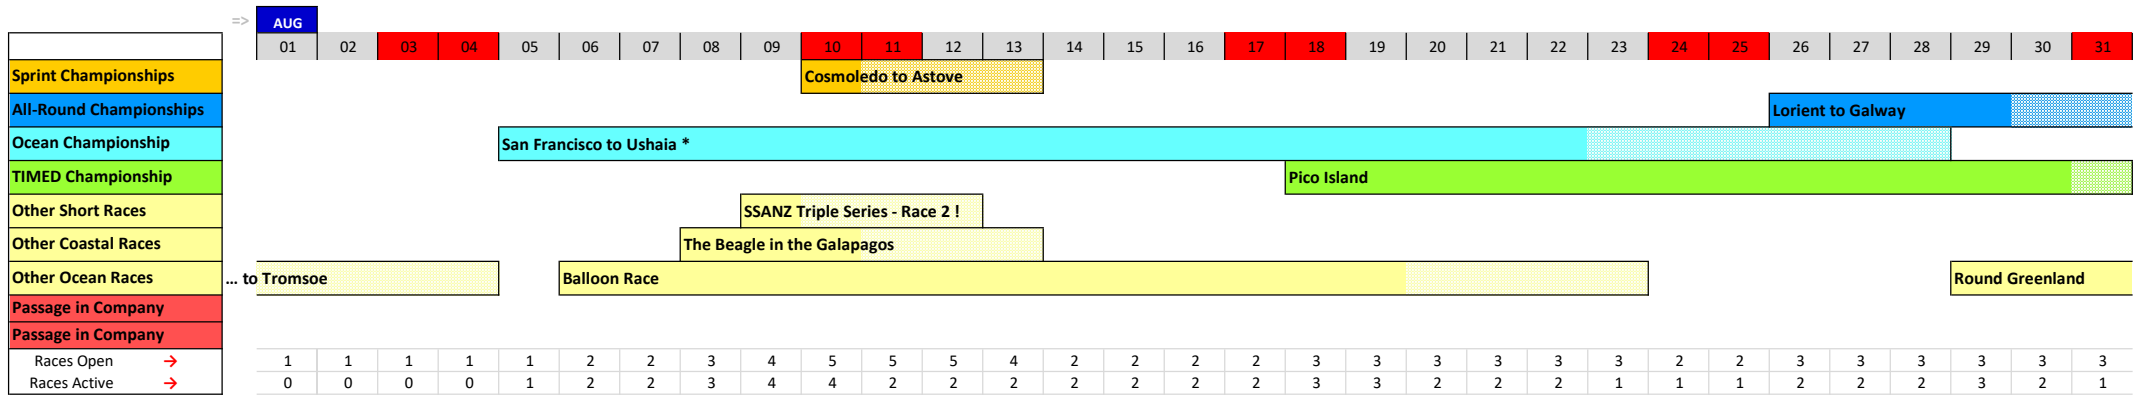 => AUG
01 02 03 04 05 06 07 08 09 10 11 12 13 14 15 16 17 18 19 20 21 22 23 24 25 26 27 28 29 30 31
Sprint Championships Cosmoledo to Astove
All-Round Championships Lorient to Galway
Ocean Championship San Francisco to Ushaia *
TIMED Championship Pico Island
Other Short Races SSANZ Triple Series - Race 2 !
Other Coastal Races The Beagle in the Galapagos
Other Ocean Races ... to Tromsoe Balloon Race Round Greenland
Passage in Company
Passage in Company
Races Open → 1 1 1 1 1 2 2 3 4 5 5 5 4 2 2 2 2 3 3 3 3 3 3 2 2 3 3 3 3 3 3
Races Active → 0 0 0 0 1 2 2 3 4 4 2 2 2 2 2 2 2 3 3 2 2 2 1 1 1 2 2 2 3 2 1